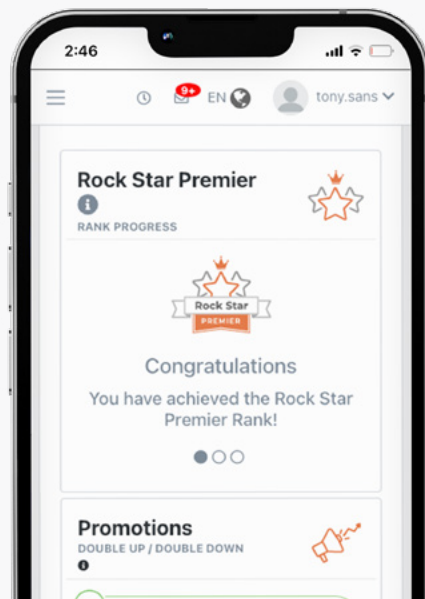 2:46
9+
EN
tony.sans
Rock Star Premier
RANK PROGRESS
Rock Star
PREMIER
Congratulations
You have achieved the Rock Star
Premier Rank!
Promotions
DOUBLE UP / DOUBLE DOWN